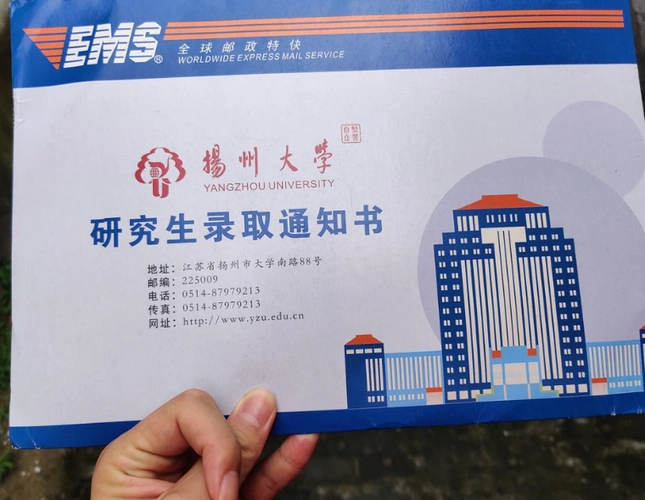 EMS®
全球邮政特快
WORLDWIDE EXPRESS MAIL SERVICE
揚州大學
YANGZHOU UNIVERSITY
研究生录取通知书
地址：江苏省扬州市大学南路88号
邮编：225009
电话：0514-87979213
传真：0514-87979213
网址：http://www.yzu.edu.cn